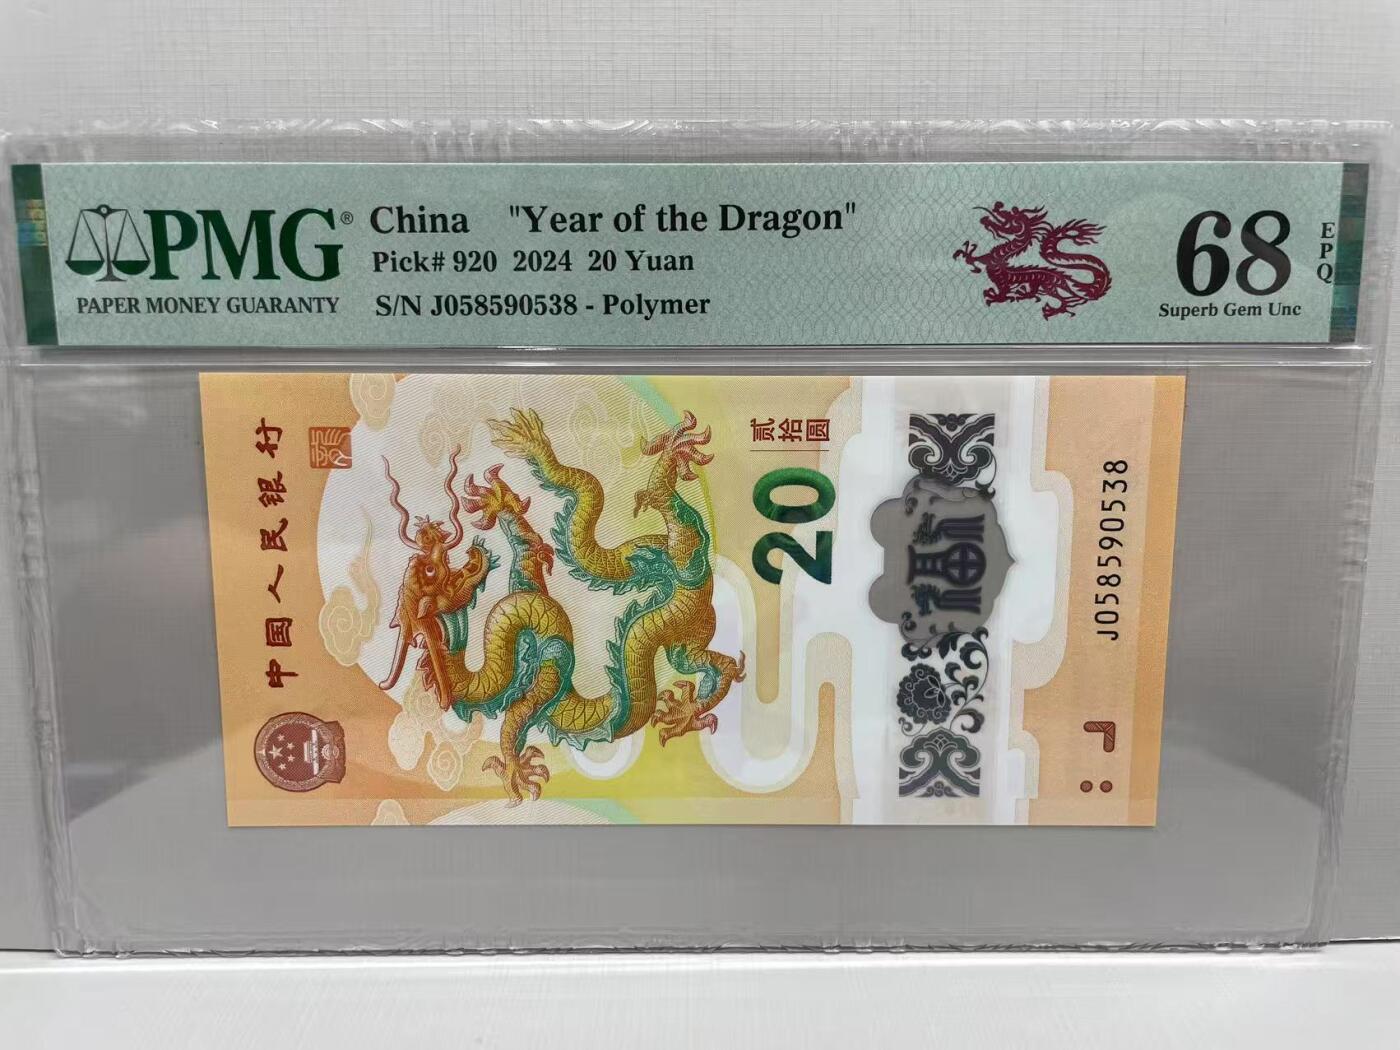 PMG®
PAPER MONEY GUARANTY
China "Year of the Dragon"
Pick# 920 2024 20 Yuan
S/N J058590538 - Polymer
68
EPQ
Superb Gem Unc
中国人民银行
贰拾圆
20
J058590538